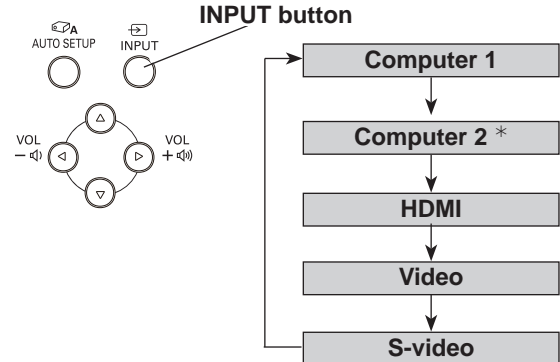 INPUT button
A
AUTO SETUP
INPUT
VOL
−
VOL
+
Computer 1
Computer 2 *
HDMI
Video
S-video